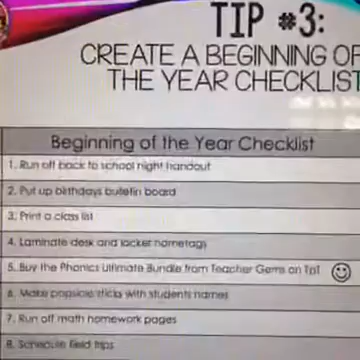 TIP #3:
CREATE A BEGINNING OF
THE YEAR CHECKLIST
Beginning of the Year Checklist
1. Run off back to school night handout
2. Put up birthdays bulletin board
3. Print a class list
4. Laminate desk and locker nametags
5. Buy the Phonics Ultimate Bundle from Teacher Gems on TpT
6. Make popsicle sticks with students names
7. Run off math homework pages
8. Schedule field trips